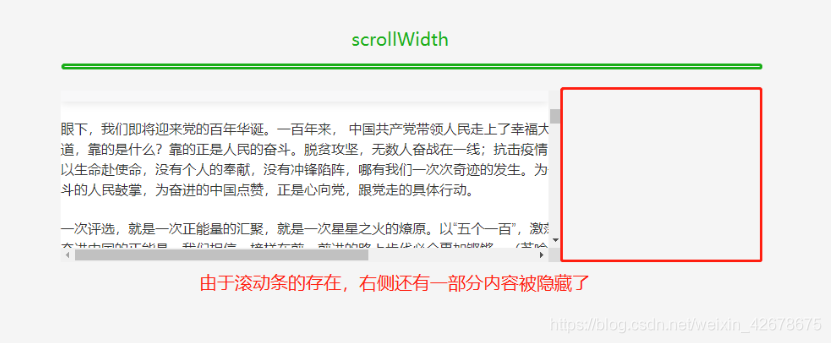 scrollWidth
眼下，我们即将迎来党的百年华诞。一百年来， 中国共产党带领人民走上了幸福大
道，靠的是什么？靠的正是人民的奋斗。脱贫攻坚，无数人奋战在一线；抗击疫情
以生命赴使命，没有个人的奉献，没有冲锋陷阵，哪有我们一次次奇迹的发生。为
斗的人民鼓掌，为奋进的中国点赞，正是心向党，跟党走的具体行动。
一次评选，就是一次正能量的汇聚，就是一次星星之火的燎原。以“五个一百”，激
由于滚动条的存在，右侧还有一部分内容被隐藏了
https://blog.csdn.net/weixin_42678675